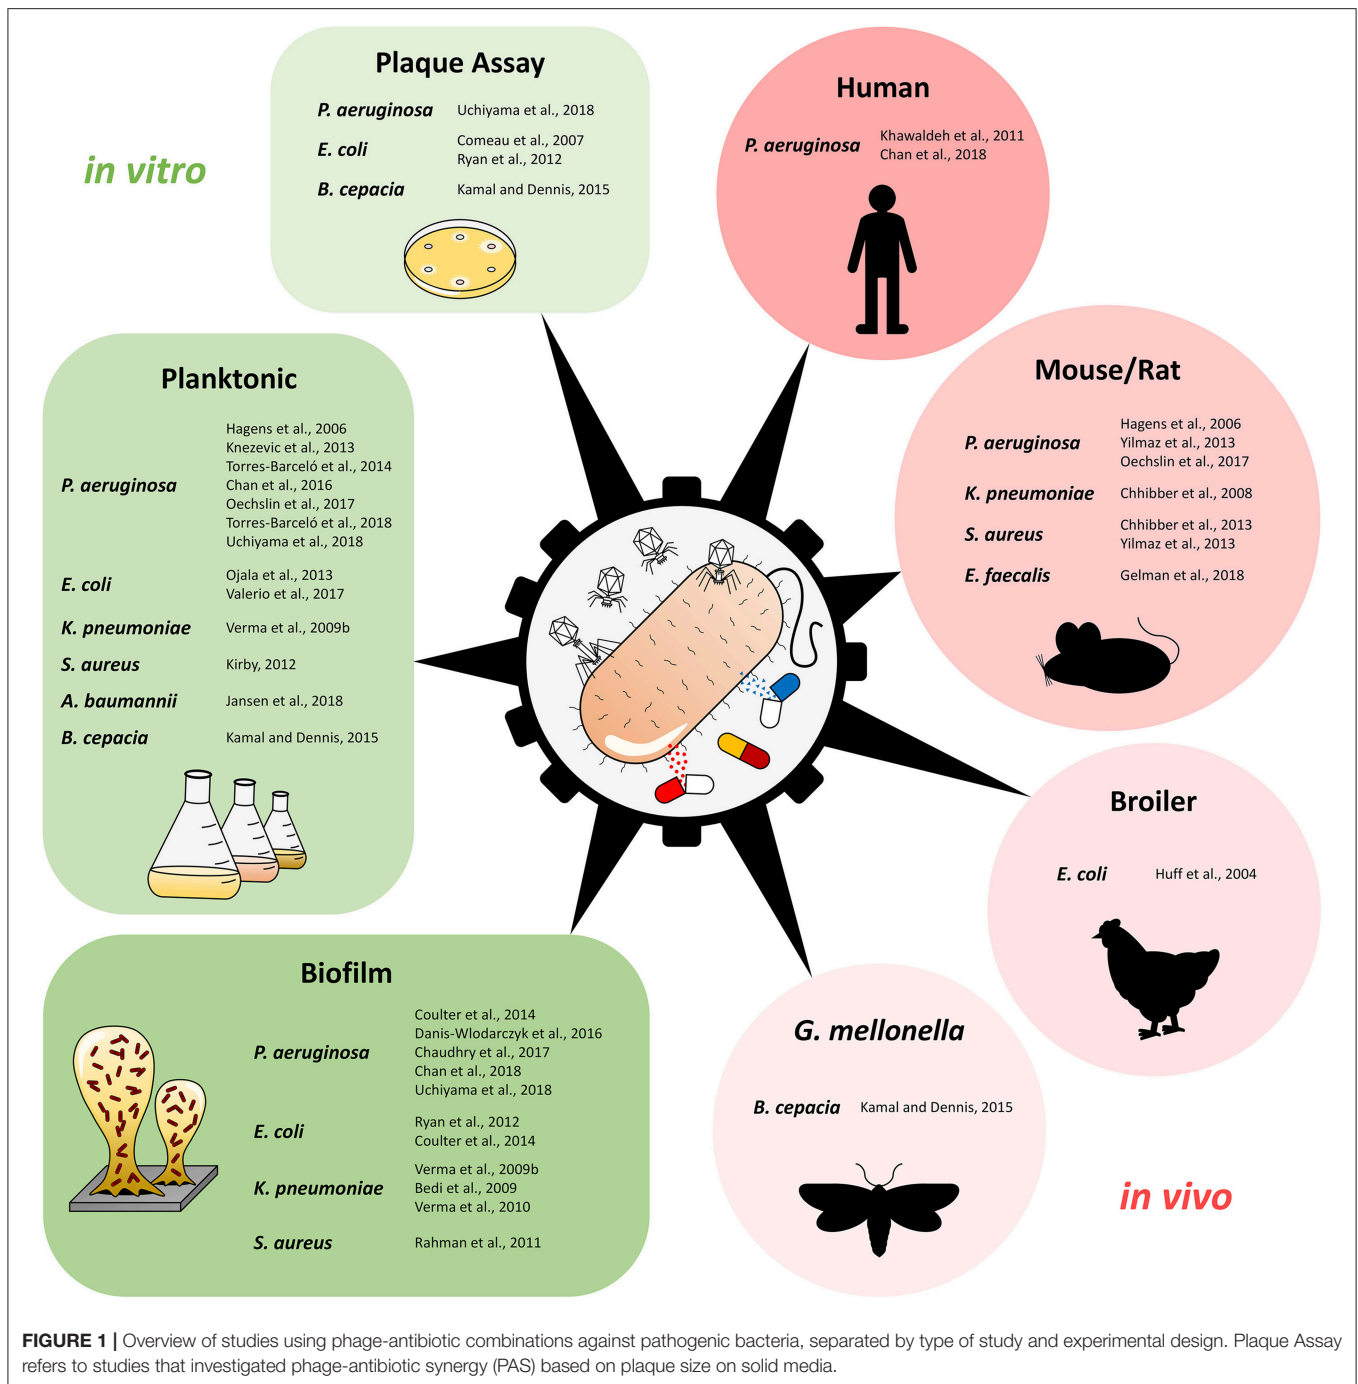 in vitro
Plaque Assay
P. aeruginosa Uchiyama et al., 2018
E. coli Comeau et al., 2007
Ryan et al., 2012
B. cepacia Kamal and Dennis, 2015
Human
P. aeruginosa Khawaldeh et al., 2011
Chan et al., 2018
Planktonic
P. aeruginosa Hagens et al., 2006
Knezevic et al., 2013
Torres-Barceló et al., 2014
Chan et al., 2016
Oechslin et al., 2017
Torres-Barceló et al., 2018
Uchiyama et al., 2018
E. coli Ojala et al., 2013
Valerio et al., 2017
K. pneumoniae Verma et al., 2009b
S. aureus Kirby, 2012
A. baumannii Jansen et al., 2018
B. cepacia Kamal and Dennis, 2015
Mouse/Rat
P. aeruginosa Hagens et al., 2006
Yilmaz et al., 2013
Oechslin et al., 2017
K. pneumoniae Chhibber et al., 2008
S. aureus Chhibber et al., 2013
Yilmaz et al., 2013
E. faecalis Gelman et al., 2018
Broiler
E. coli Huff et al., 2004
Biofilm
P. aeruginosa Coulter et al., 2014
Danis-Wlodarczyk et al., 2016
Chaudhry et al., 2017
Chan et al., 2018
Uchiyama et al., 2018
E. coli Ryan et al., 2012
Coulter et al., 2014
K. pneumoniae Verma et al., 2009b
Bedi et al., 2009
Verma et al., 2010
S. aureus Rahman et al., 2011
G. mellonella
B. cepacia Kamal and Dennis, 2015
in vivo
FIGURE 1 | Overview of studies using phage-antibiotic combinations against pathogenic bacteria, separated by type of study and experimental design. Plaque Assay
refers to studies that investigated phage-antibiotic synergy (PAS) based on plaque size on solid media.